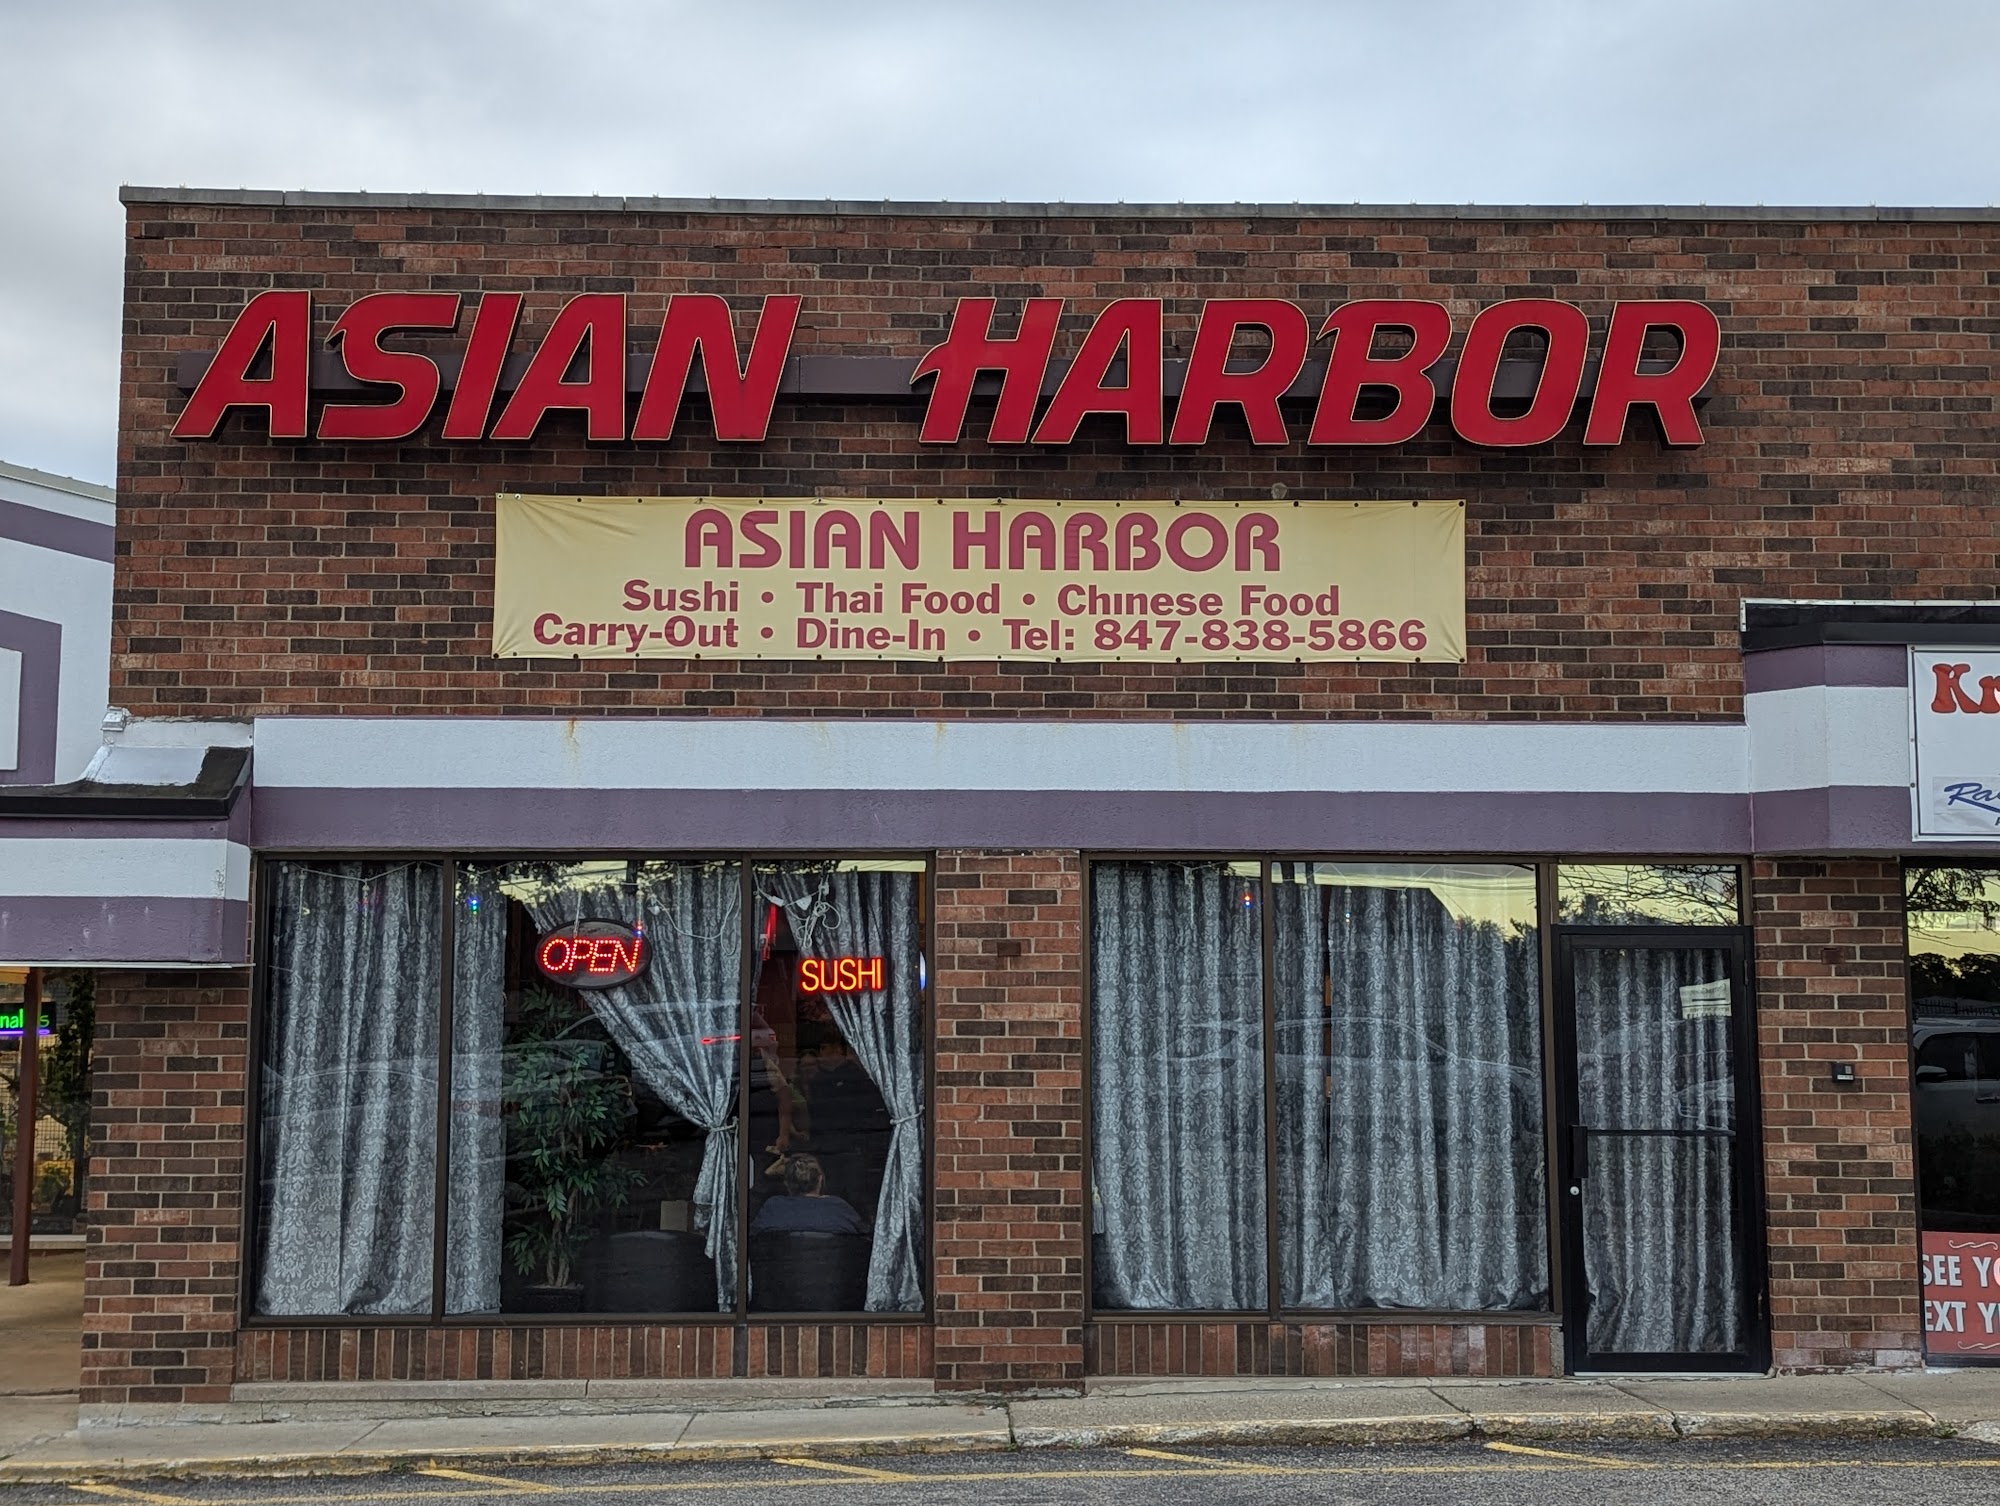 ASIAN HARBOR
ASIAN HARBOR
Sushi • Thai Food • Chinese Food
Carry-Out • Dine-In • Tel: 847-838-5866
OPEN
SUSHI
SEE